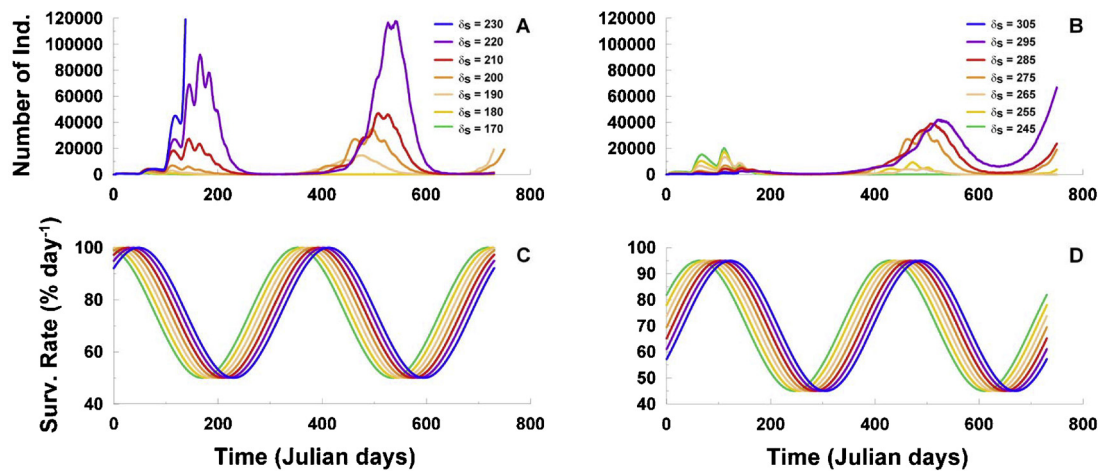 Number of Ind.
120000
100000
80000
60000
40000
20000
0
0
200
400
600
800
A
δs = 230
δs = 220
δs = 210
δs = 200
δs = 190
δs = 180
δs = 170
120000
100000
80000
60000
40000
20000
0
0
200
400
600
800
B
δs = 305
δs = 295
δs = 285
δs = 275
δs = 265
δs = 255
δs = 245
Surv. Rate (% day-1)
100
80
60
40
0
200
400
600
800
C
Time (Julian days)
100
90
80
70
60
50
40
0
200
400
600
800
D
Time (Julian days)